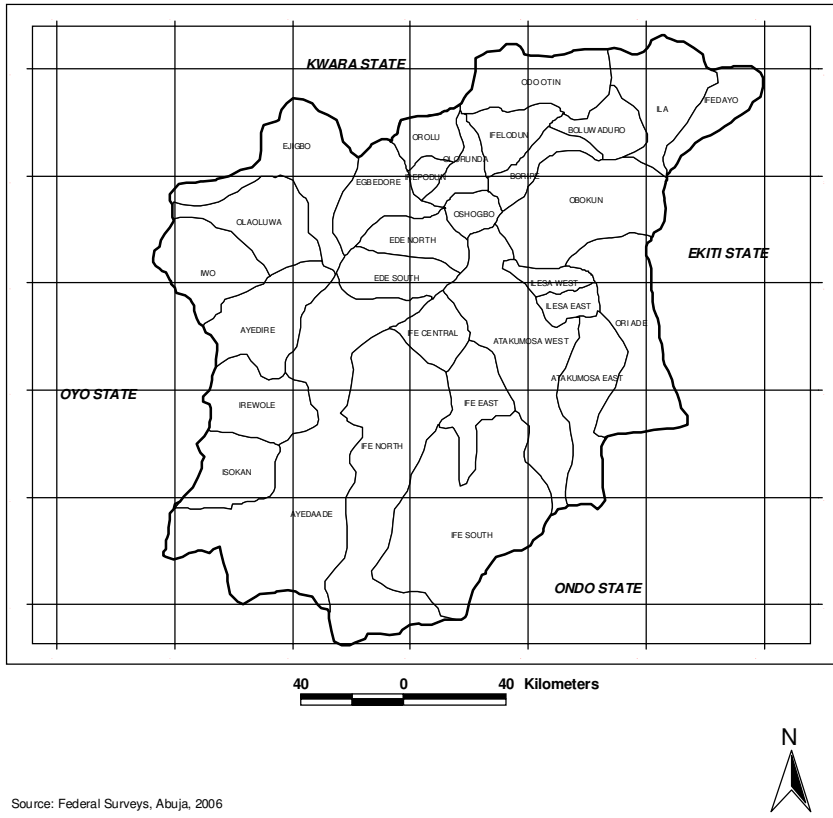 KWARA STATE
ODO OTIN
IFEDAYO
ILA
BOLUWADURO
IFELODUN
OROLU
EJIGBO
OLORUNDA
IREPODUN
BORIPE
EGBEDORE
OBOKUN
OSHOGBO
OLAOLUWA
EDE NORTH
EKITI STATE
IWO
EDE SOUTH
ILESA WEST
ILESA EAST
ORIADE
AYEDIRE
IFE CENTRAL
ATAKUMOSA WEST
ATAKUMOSA EAST
OYO STATE
IREWOLE
IFE EAST
IFE NORTH
ISOKAN
AYEDAADE
IFE SOUTH
ONDO STATE
40 0 40 Kilometers
N
Source: Federal Surveys, Abuja, 2006